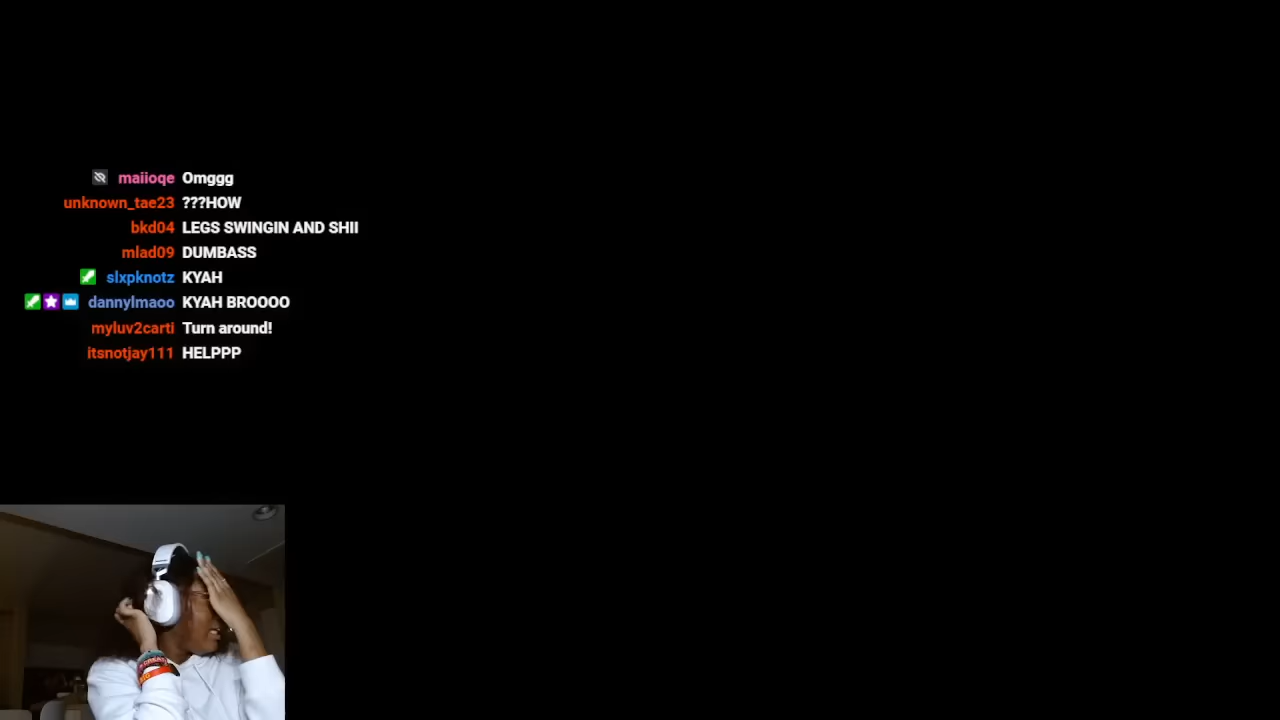 maiioqe Omggg
unknown_tae23 ???HOW
bkd04 LEGS SWINGIN AND SHII
mlad09 DUMBASS
slxpknotz KYAH
dannylmaoo KYAH BROOOO
myluv2carti Turn around!
itsnotjay111 HELPPP